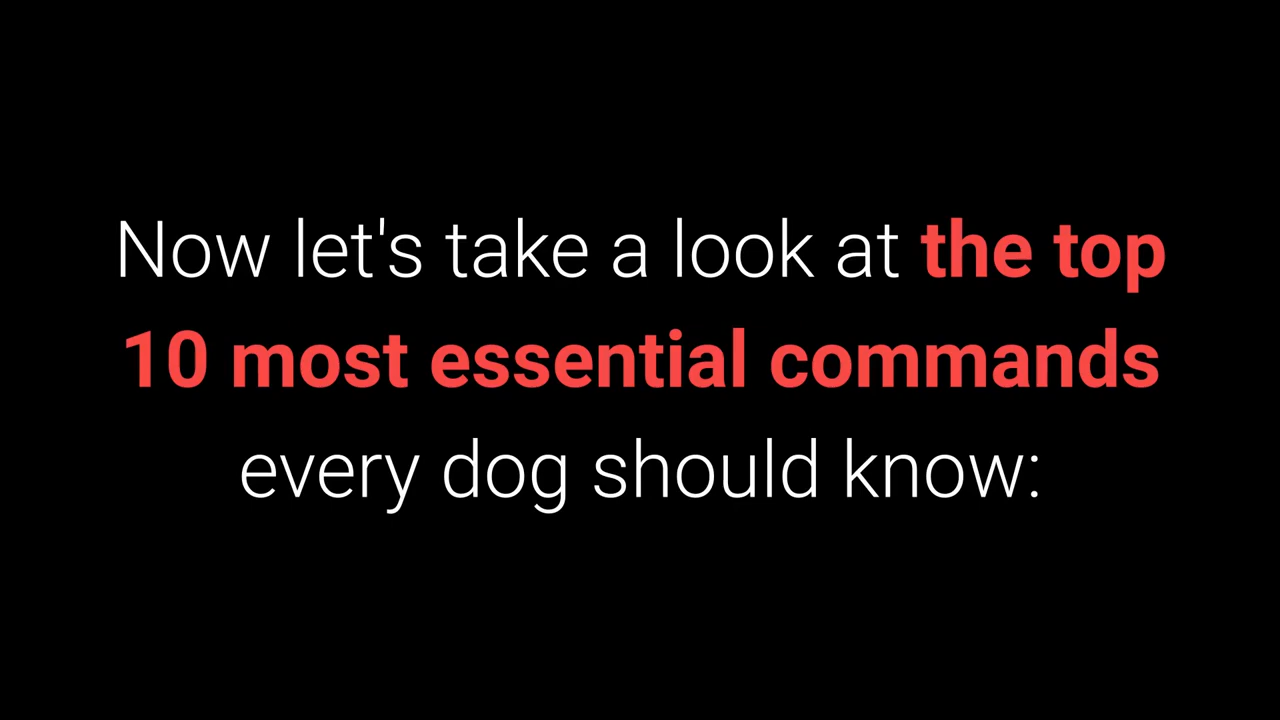 Now let's take a look at the top
10 most essential commands
every dog should know: